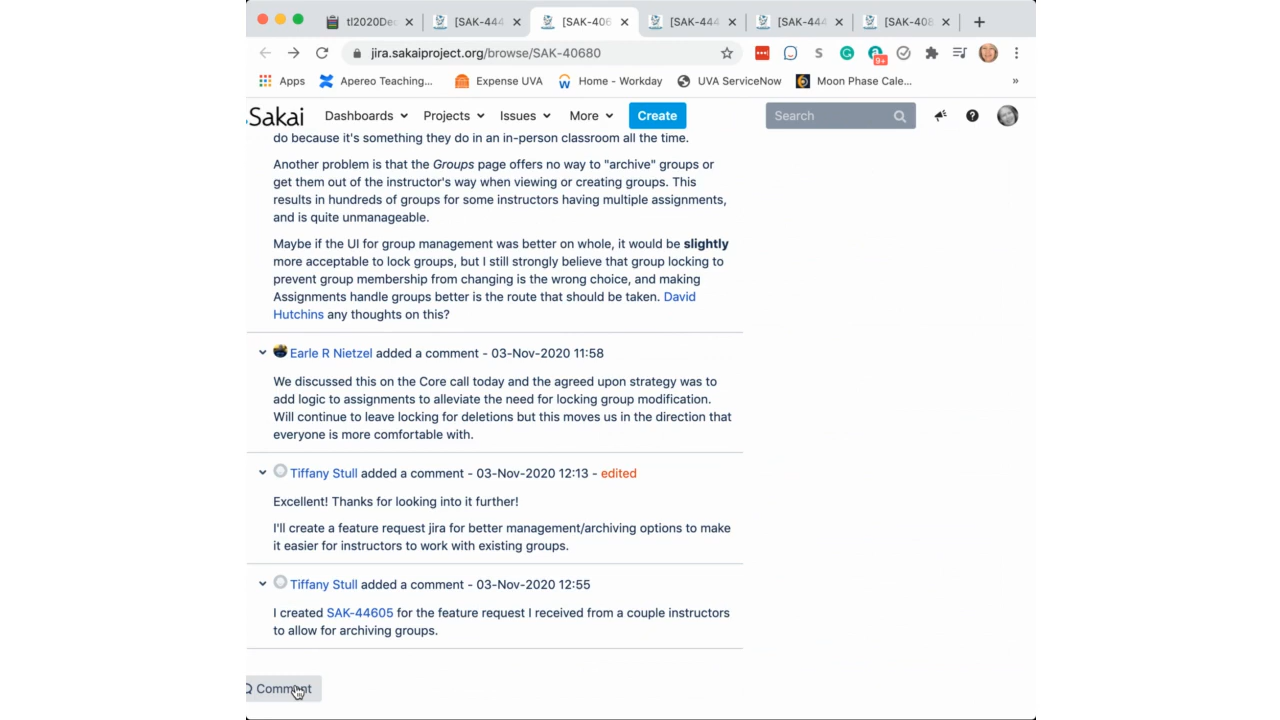 tl2020De
[SAK-444
[SAK-406
[SAK-444
[SAK-444
[SAK-408
jira.sakaiproject.org/browse/SAK-40680
S
9+
Apps
Apereo Teaching...
Expense UVA
Home - Workday
UVA ServiceNow
Moon Phase Cale...
»
Sakai
Dashboards
Projects
Issues
More
Create
Search
do because it's something they do in an in-person classroom all the time.
Another problem is that the Groups page offers no way to "archive" groups or
get them out of the instructor's way when viewing or creating groups. This
results in hundreds of groups for some instructors having multiple assignments,
and is quite unmanageable.
Maybe if the UI for group management was better on whole, it would be slightly
more acceptable to lock groups, but I still strongly believe that group locking to
prevent group membership from changing is the wrong choice, and making
Assignments handle groups better is the route that should be taken. David
Hutchins any thoughts on this?
Earle R Nietzel added a comment - 03-Nov-2020 11:58
We discussed this on the Core call today and the agreed upon strategy was to
add logic to assignments to alleviate the need for locking group modification.
Will continue to leave locking for deletions but this moves us in the direction that
everyone is more comfortable with.
Tiffany Stull added a comment - 03-Nov-2020 12:13 - edited
Excellent! Thanks for looking into it further!
I'll create a feature request jira for better management/archiving options to make
it easier for instructors to work with existing groups.
Tiffany Stull added a comment - 03-Nov-2020 12:55
I created SAK-44605 for the feature request I received from a couple instructors
to allow for archiving groups.
Comment